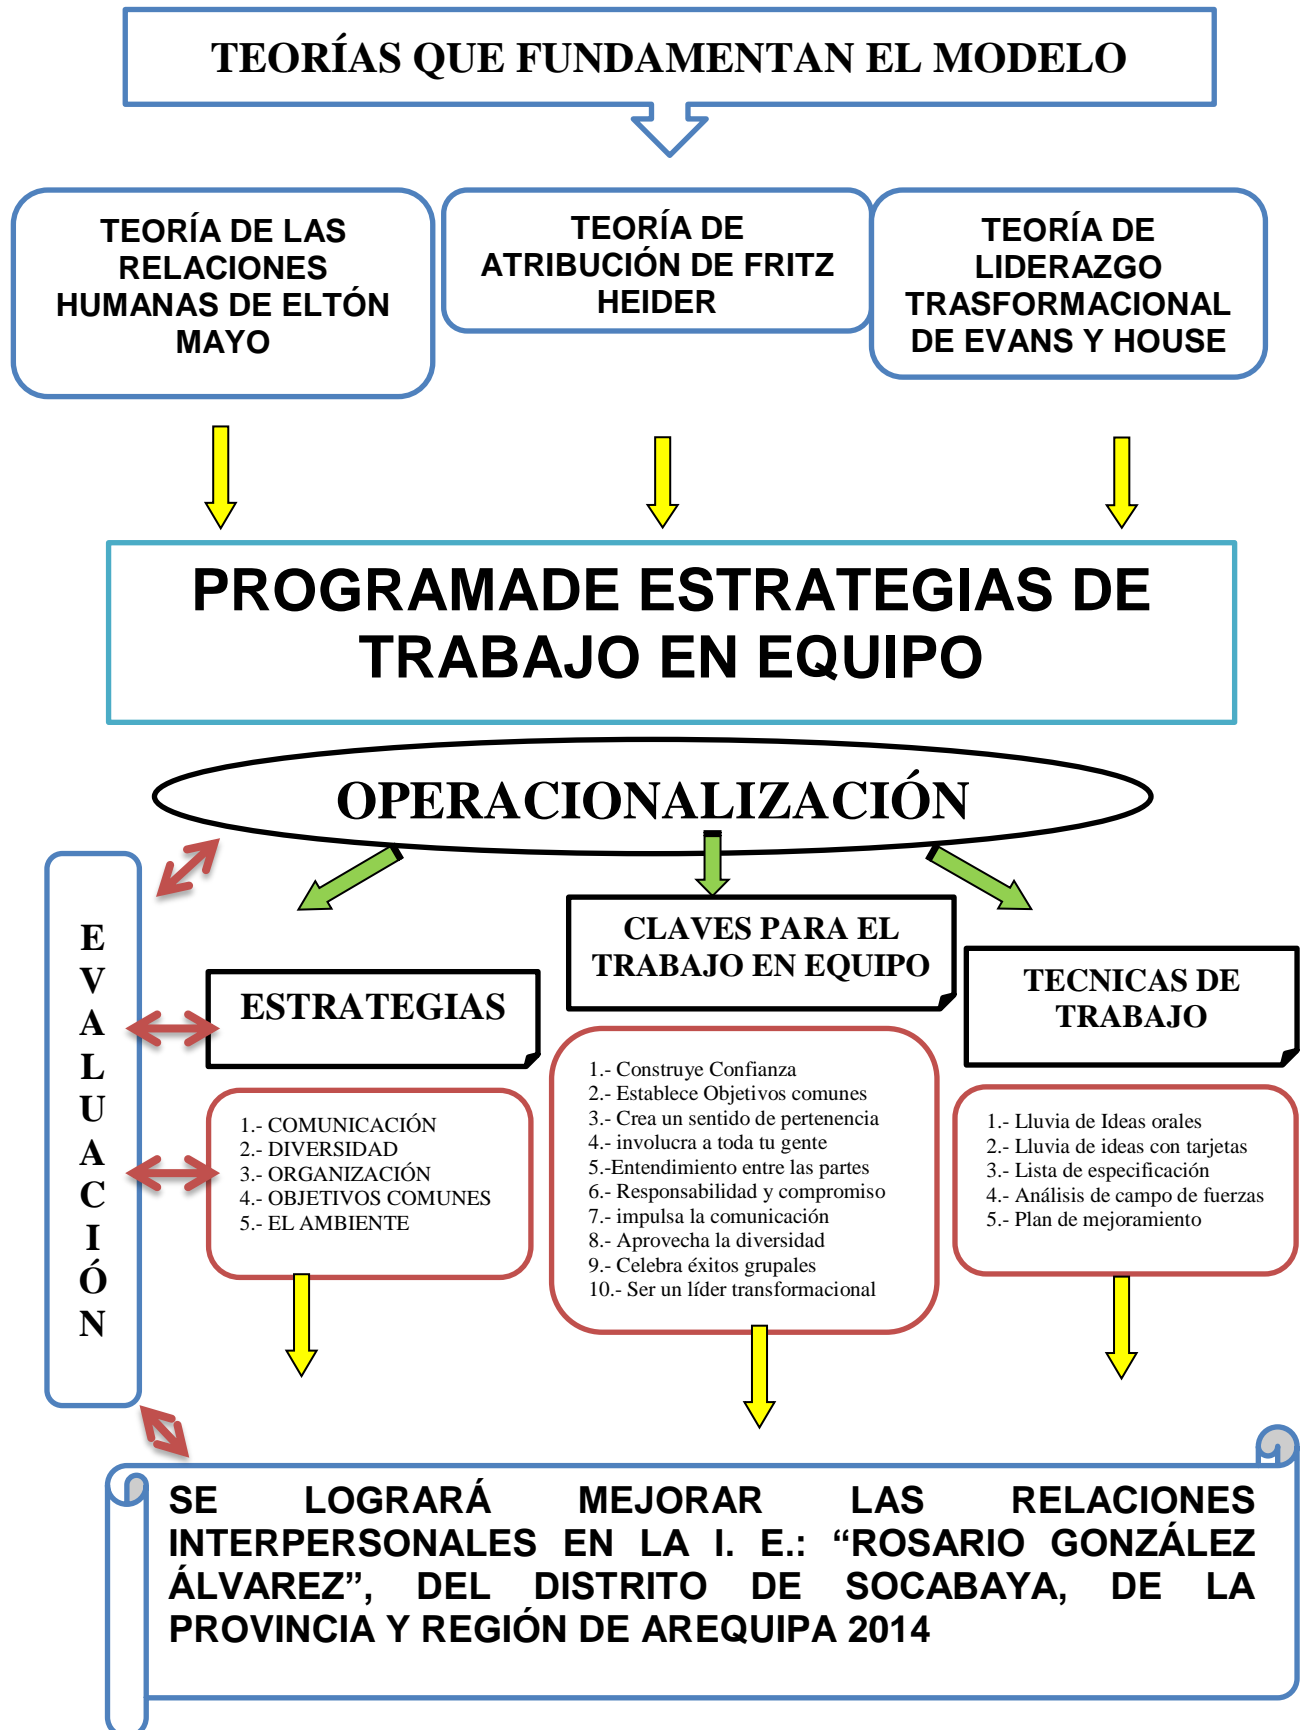 TEORÍAS QUE FUNDAMENTAN EL MODELO
TEORÍA DE LAS
RELACIONES
HUMANAS DE ELTÓN
MAYO
TEORÍA DE
ATRIBUCIÓN DE FRITZ
HEIDER
TEORÍA DE
LIDERAZGO
TRASFORMACIONAL
DE EVANS Y HOUSE
PROGRAMADE ESTRATEGIAS DE
TRABAJO EN EQUIPO
OPERACIONALIZACIÓN
E
V
A
L
U
A
C
I
Ó
N
ESTRATEGIAS
1.- COMUNICACIÓN
2.- DIVERSIDAD
3.- ORGANIZACIÓN
4.- OBJETIVOS COMUNES
5.- EL AMBIENTE
CLAVES PARA EL
TRABAJO EN EQUIPO
1.- Construye Confianza
2.- Establece Objetivos comunes
3.- Crea un sentido de pertenencia
4.- involucra a toda tu gente
5.-Entendimiento entre las partes
6.- Responsabilidad y compromiso
7.- impulsa la comunicación
8.- Aprovecha la diversidad
9.- Celebra éxitos grupales
10.- Ser un líder transformacional
TECNICAS DE
TRABAJO
1.- Lluvia de Ideas orales
2.- Lluvia de ideas con tarjetas
3.- Lista de especificación
4.- Análisis de campo de fuerzas
5.- Plan de mejoramiento
SE LOGRARÁ MEJORAR LAS RELACIONES
INTERPERSONALES EN LA I. E.: “ROSARIO GONZÁLEZ
ÁLVAREZ”, DEL DISTRITO DE SOCABAYA, DE LA
PROVINCIA Y REGIÓN DE AREQUIPA 2014